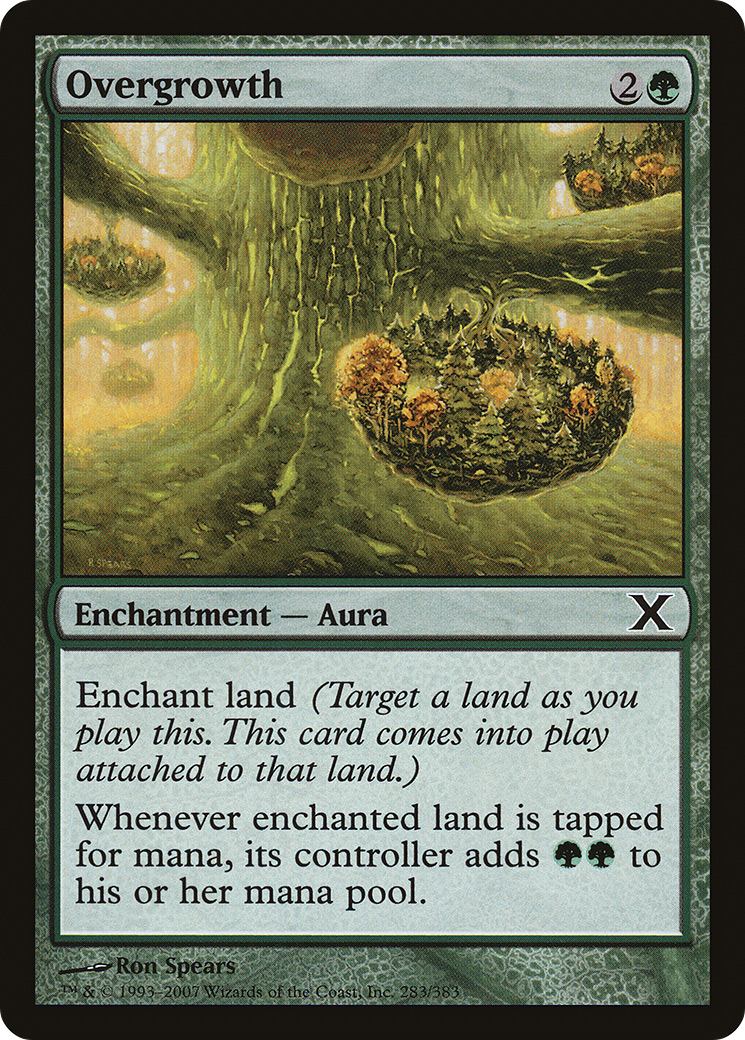 Overgrowth 2
R. SPEARS
Enchantment — Aura X
Enchant land (Target a land as you
play this. This card comes into play
attached to that land.)
Whenever enchanted land is tapped
for mana, its controller adds to
his or her mana pool.
Ron Spears
™ & © 1993–2007 Wizards of the Coast, Inc. 283/383